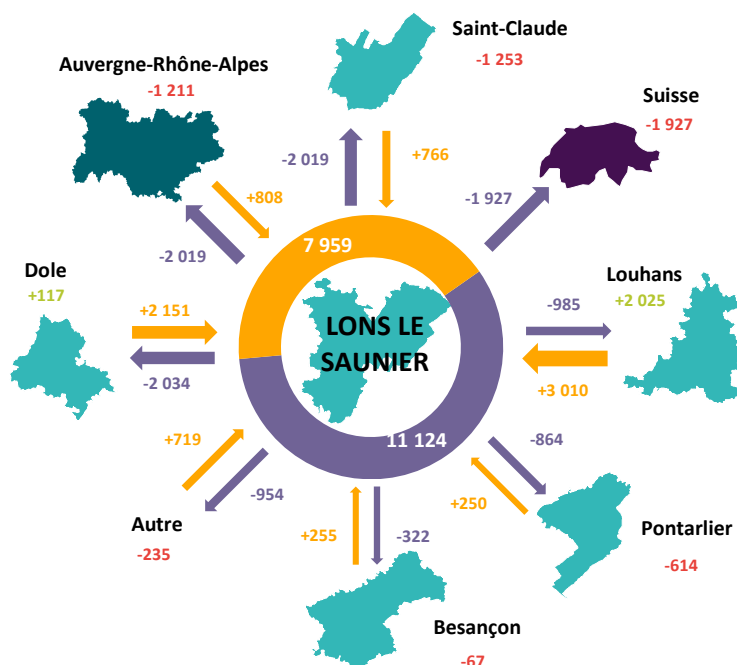 Saint-Claude
-1 253
Auvergne-Rhône-Alpes
-1 211
Suisse
-1 927
-2 019
+766
+808
-1 927
-2 019
7 959
Dole
+117
Louhans
+2 025
+2 151
-985
LONS LE
SAUNIER
-2 034
+3 010
+719
11 124
-864
-954
+250
Autre
-235
+255
-322
Pontarlier
-614
Besançon
-67